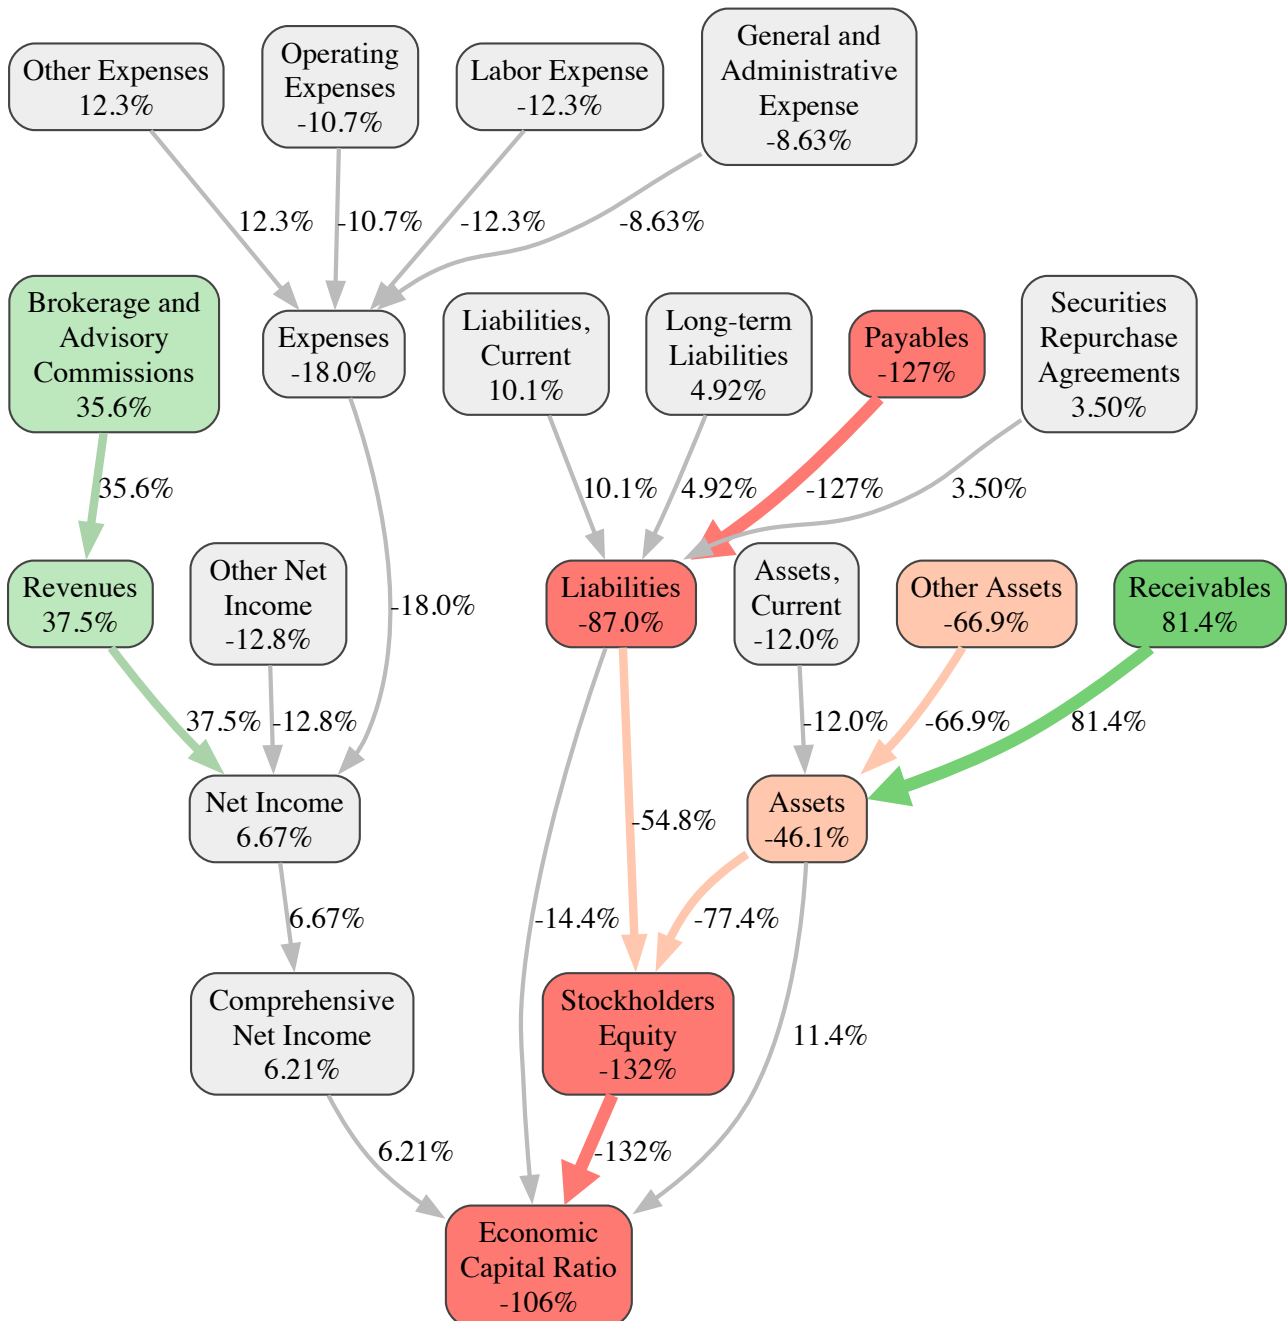 Other Expenses
12.3%
Operating
Expenses
-10.7%
Labor Expense
-12.3%
General and
Administrative
Expense
-8.63%
12.3%
-10.7%
-12.3%
-8.63%
Brokerage and
Advisory
Commissions
35.6%
Expenses
-18.0%
Liabilities,
Current
10.1%
Long-term
Liabilities
4.92%
Payables
-127%
Securities
Repurchase
Agreements
3.50%
35.6%
10.1%
4.92%
-127%
3.50%
Revenues
37.5%
Other Net
Income
-12.8%
-18.0%
Liabilities
-87.0%
Assets,
Current
-12.0%
Other Assets
-66.9%
Receivables
81.4%
37.5%
-12.8%
-12.0%
-66.9%
81.4%
Net Income
6.67%
-54.8%
Assets
-46.1%
6.67%
-14.4%
-77.4%
Comprehensive
Net Income
6.21%
Stockholders
Equity
-132%
11.4%
6.21%
-132%
Economic
Capital Ratio
-106%